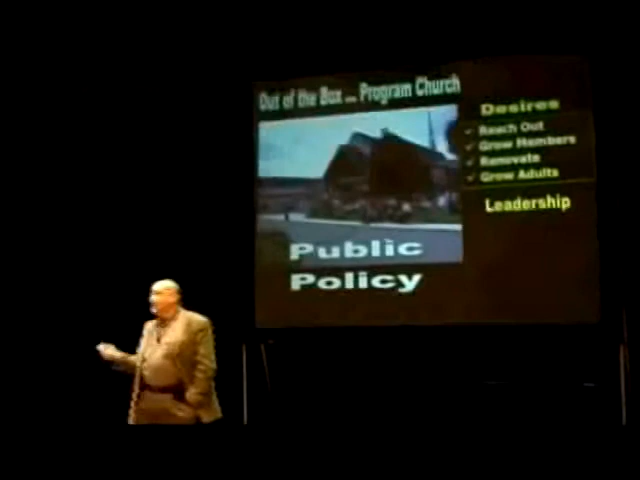 Out of the Box ... Program Church
Desires
✓ Reach Out
✓ Grow Members
✓ Renovate
✓ Grow Adults
Leadership
Public
Policy